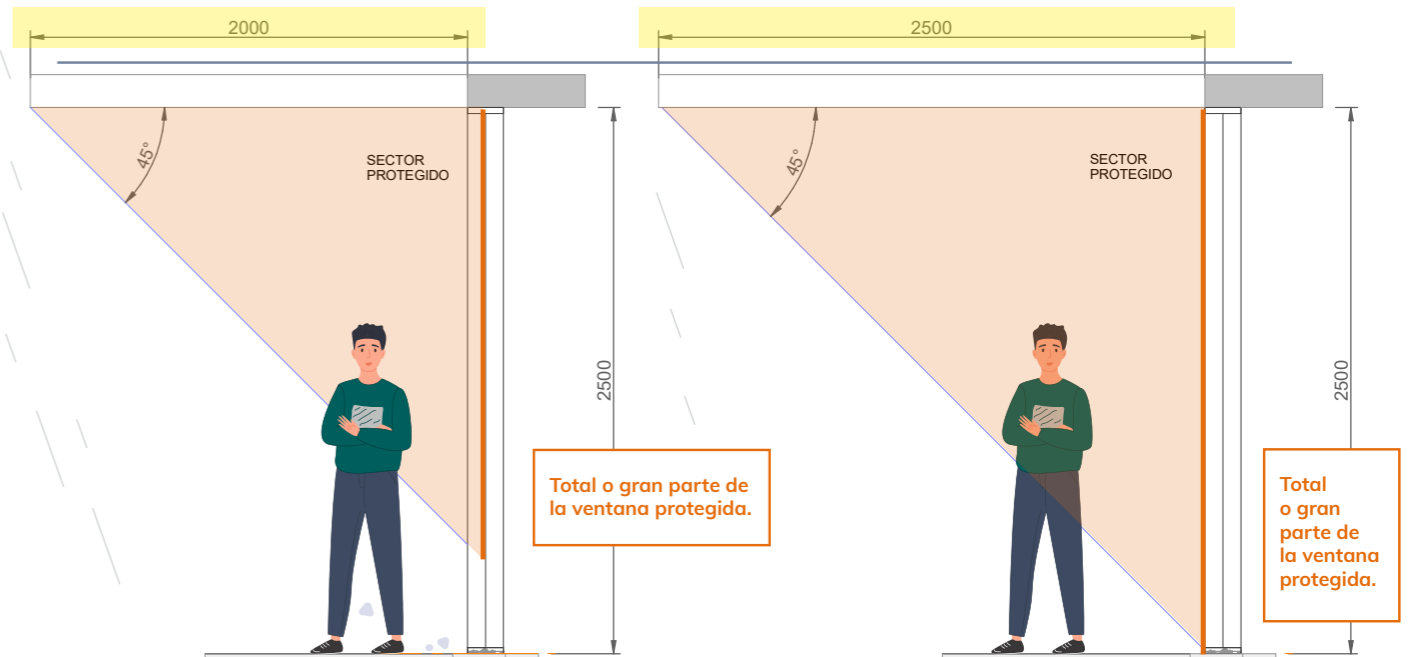 2000
45°
SECTOR
PROTEGIDO
2500
Total o gran parte de
la ventana protegida.
2500
45°
SECTOR
PROTEGIDO
2500
Total
o gran
parte de
la ventana
protegida.